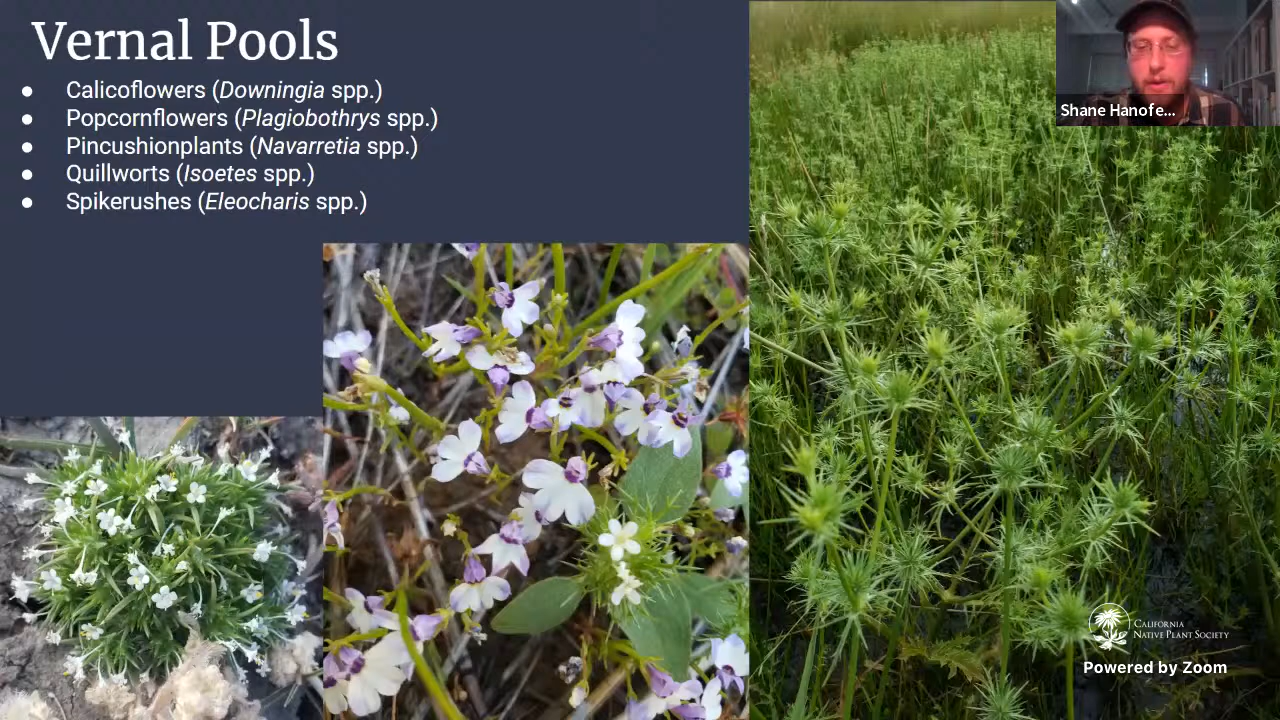 Vernal Pools
● Calicoflowers (Downingia spp.)
● Popcornflowers (Plagiobothrys spp.)
● Pincushionplants (Navarretia spp.)
● Quillworts (Isoetes spp.)
● Spikerushes (Eleocharis spp.)
Shane Hanofe...
CALIFORNIA
NATIVE PLANT SOCIETY
Powered by Zoom